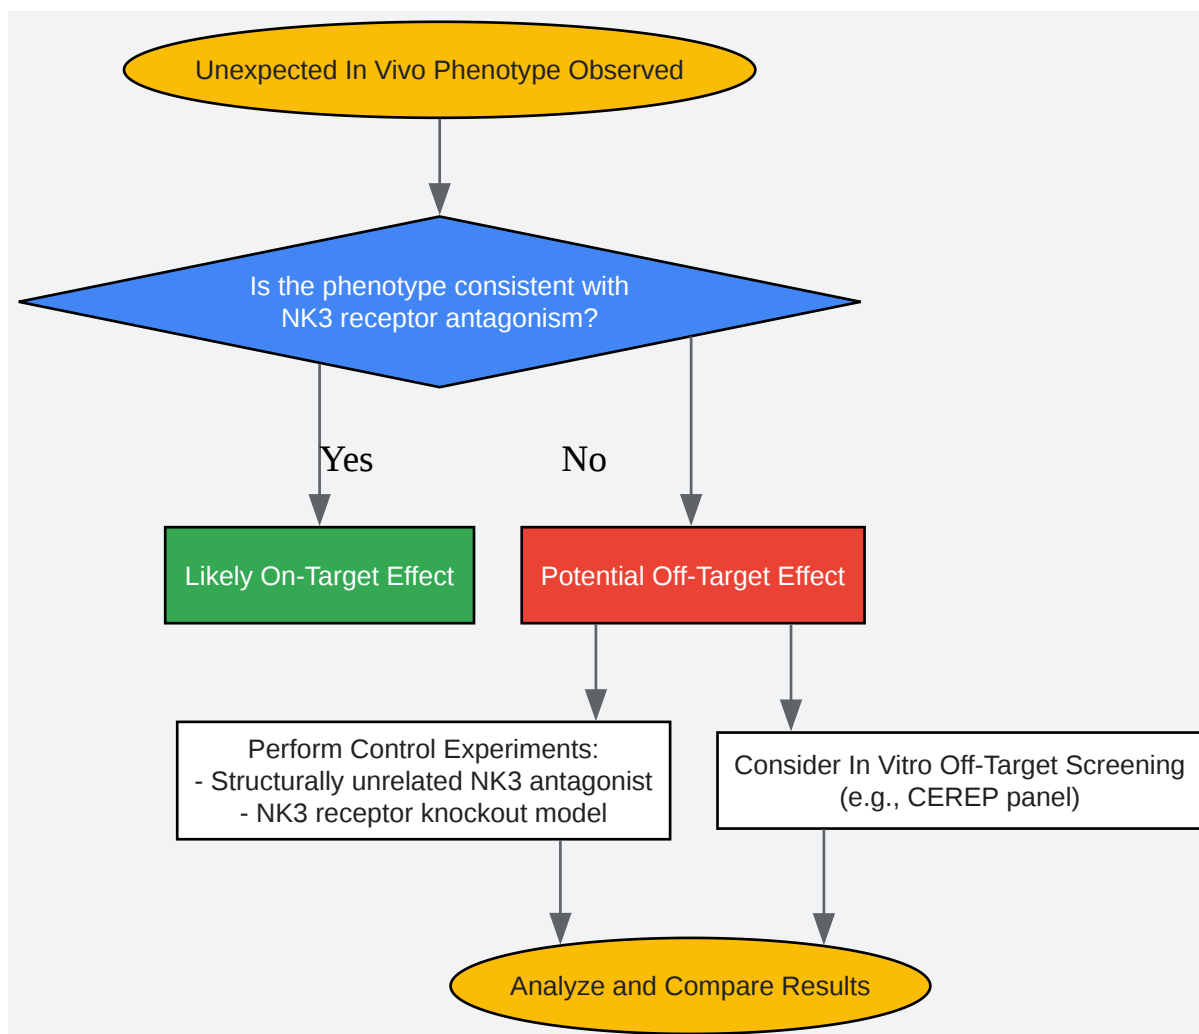 Unexpected In Vivo Phenotype Observed
Is the phenotype consistent with
NK3 receptor antagonism?
Yes
No
Likely On-Target Effect
Potential Off-Target Effect
Perform Control Experiments:
- Structurally unrelated NK3 antagonist
- NK3 receptor knockout model
Consider In Vitro Off-Target Screening
(e.g., CEREP panel)
Analyze and Compare Results